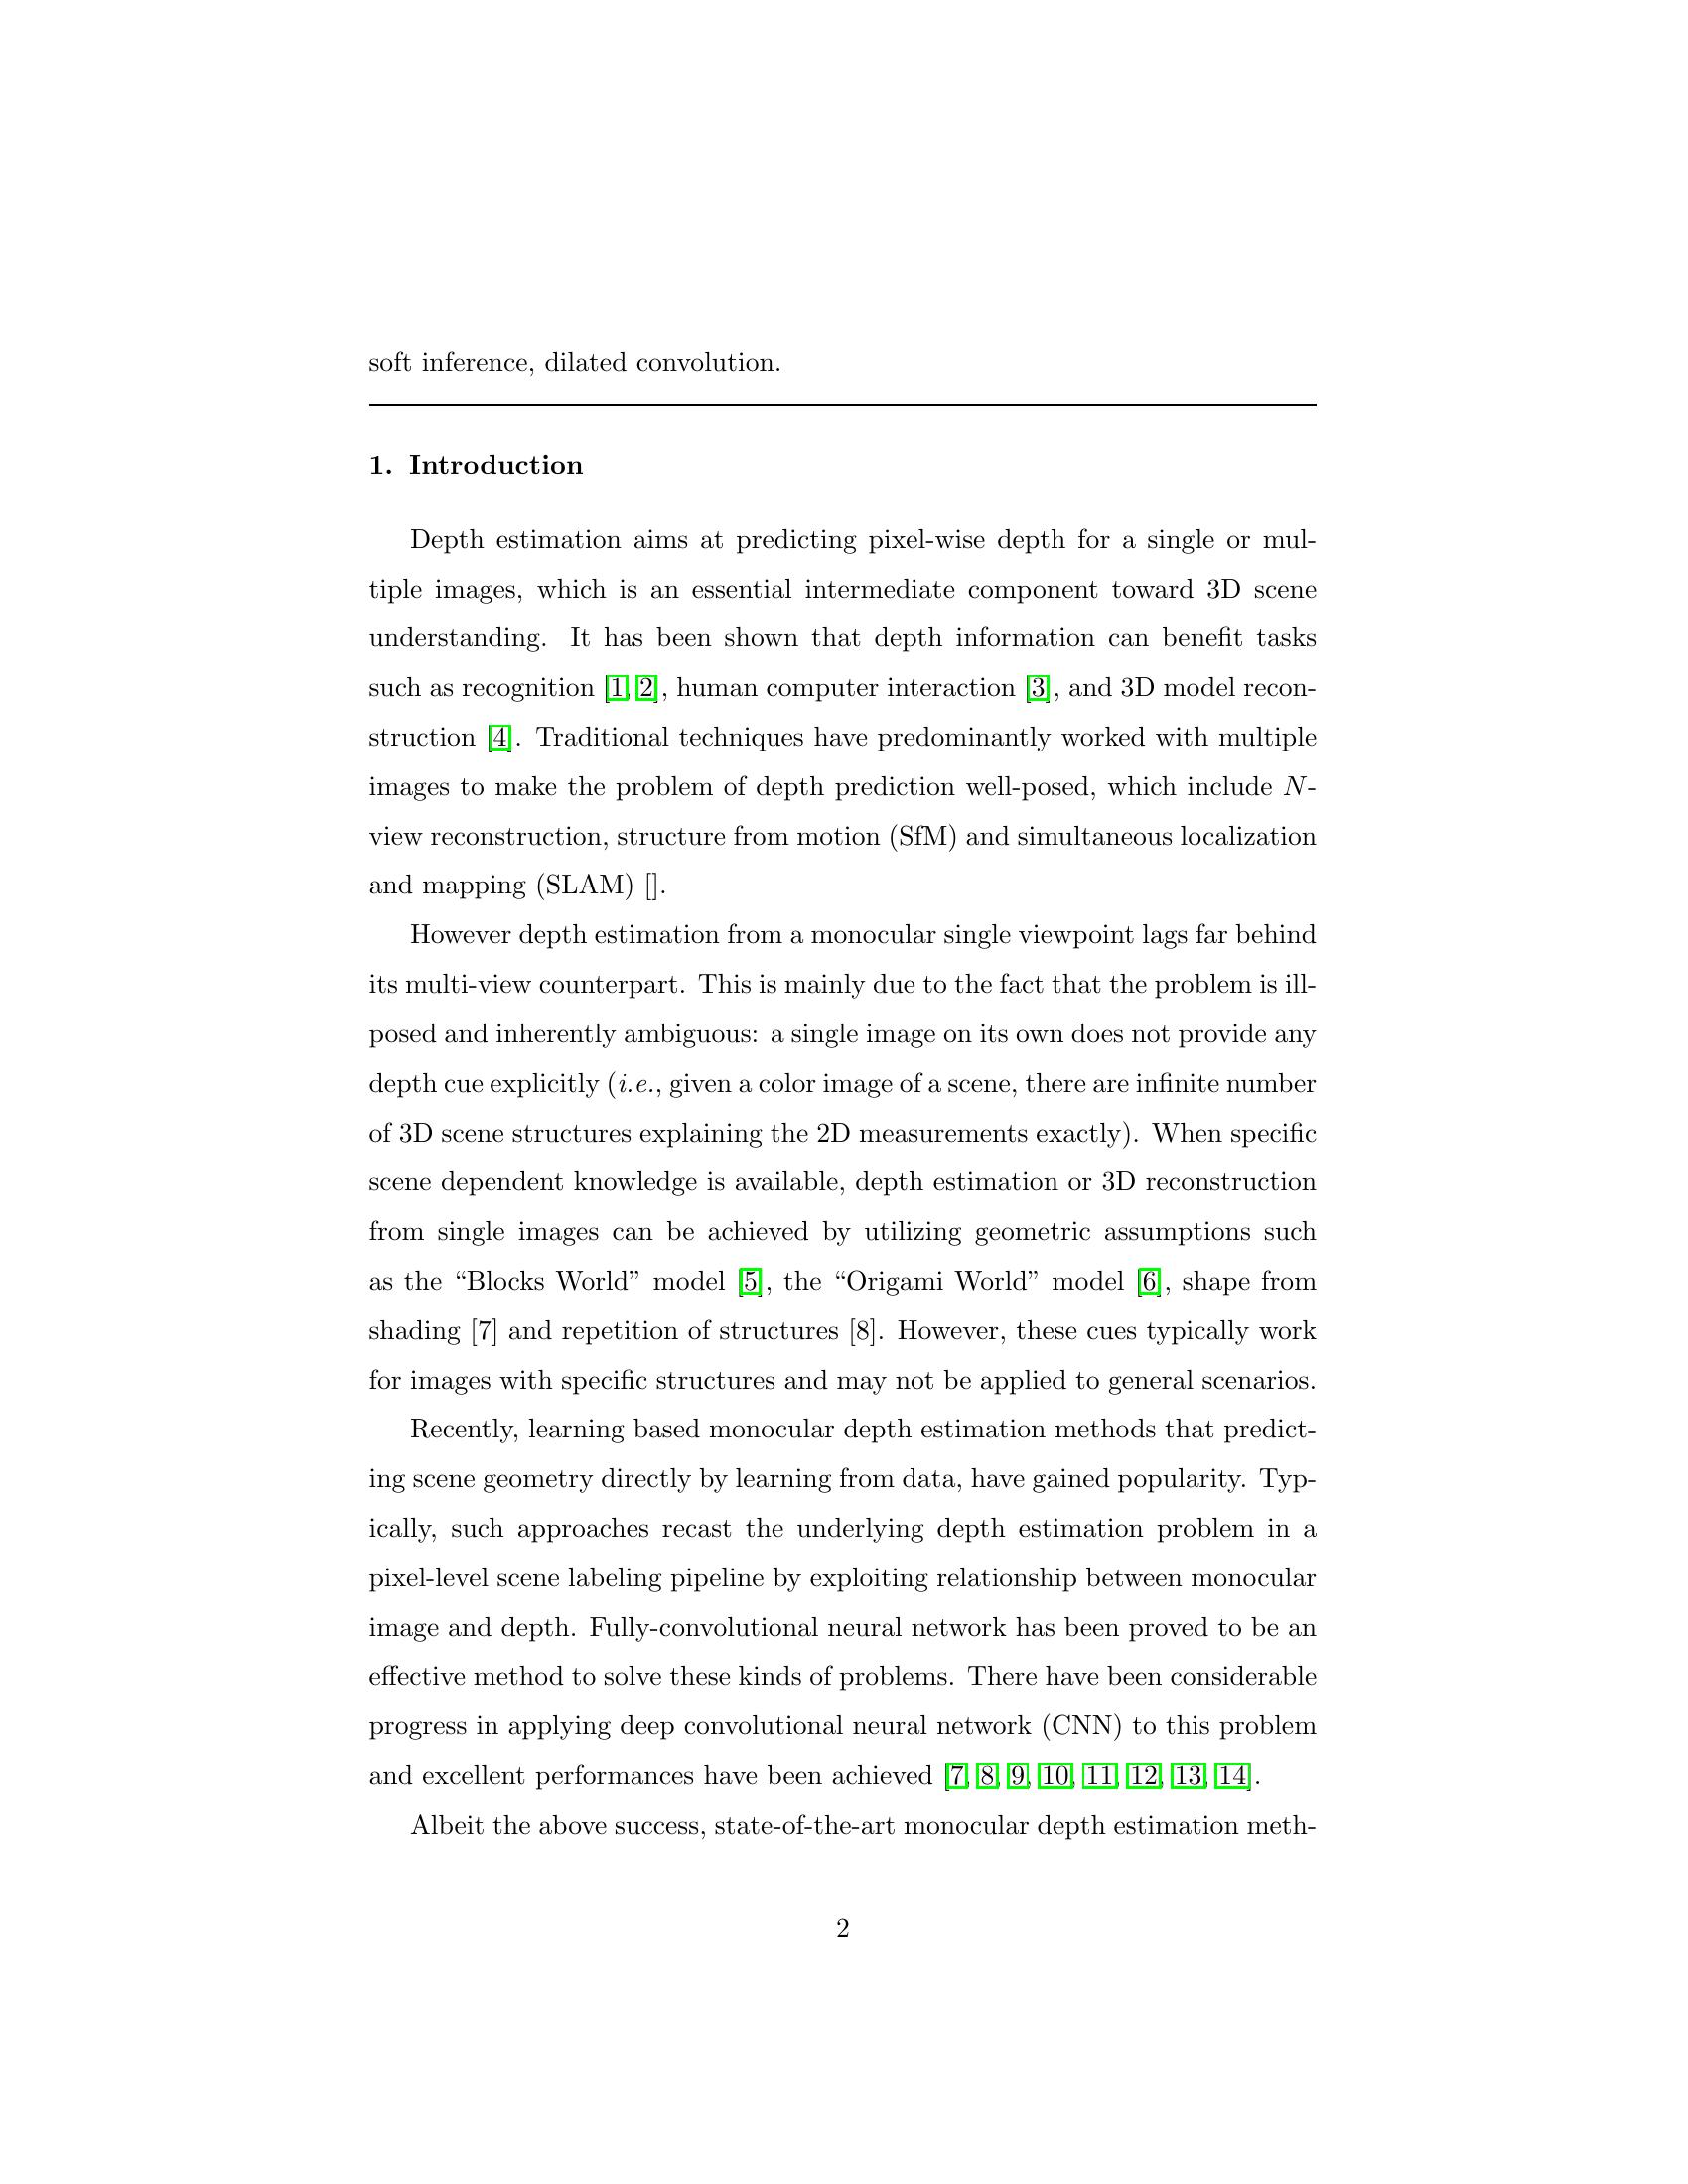 soft inference, dilated convolution.
1. Introduction
Depth estimation aims at predicting pixel-wise depth for a single or mul-
tiple images, which is an essential intermediate component toward 3D scene
understanding. It has been shown that depth information can benefit tasks
such as recognition [1, 2], human computer interaction [3], and 3D model recon-
struction [4]. Traditional techniques have predominantly worked with multiple
images to make the problem of depth prediction well-posed, which include N-
view reconstruction, structure from motion (SfM) and simultaneous localization
and mapping (SLAM) [].
However depth estimation from a monocular single viewpoint lags far behind
its multi-view counterpart. This is mainly due to the fact that the problem is ill-
posed and inherently ambiguous: a single image on its own does not provide any
depth cue explicitly (i.e., given a color image of a scene, there are infinite number
of 3D scene structures explaining the 2D measurements exactly). When specific
scene dependent knowledge is available, depth estimation or 3D reconstruction
from single images can be achieved by utilizing geometric assumptions such
as the “Blocks World” model [5], the “Origami World” model [6], shape from
shading [7] and repetition of structures [8]. However, these cues typically work
for images with specific structures and may not be applied to general scenarios.
Recently, learning based monocular depth estimation methods that predict-
ing scene geometry directly by learning from data, have gained popularity. Typ-
ically, such approaches recast the underlying depth estimation problem in a
pixel-level scene labeling pipeline by exploiting relationship between monocular
image and depth. Fully-convolutional neural network has been proved to be an
effective method to solve these kinds of problems. There have been considerable
progress in applying deep convolutional neural network (CNN) to this problem
and excellent performances have been achieved [7, 8, 9, 10, 11, 12, 13, 14].
Albeit the above success, state-of-the-art monocular depth estimation meth-
2